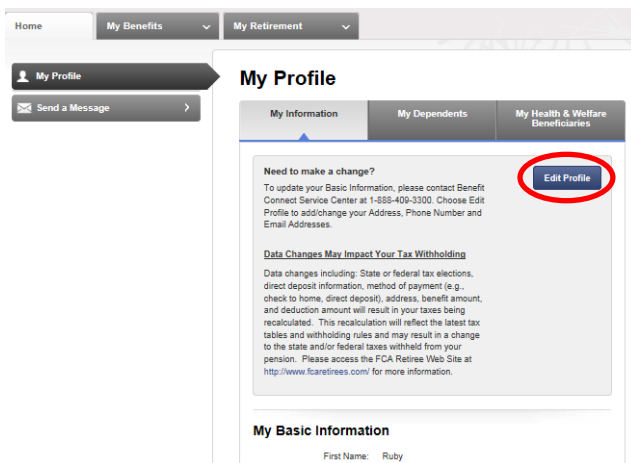 Home My Benefits My Retirement
My Profile
Send a Message
My Profile
My Information My Dependents My Health & Welfare
Beneficiaries
Need to make a change?
Edit Profile
To update your Basic Information, please contact Benefit
Connect Service Center at 1-888-409-3300. Choose Edit
Profile to add/change your Address, Phone Number and
Email Addresses.
Data Changes May Impact Your Tax Withholding
Data changes including: State or federal tax elections,
direct deposit information, method of payment (e.g.,
check to home, direct deposit), address, benefit amount,
and deduction amount will result in your taxes being
recalculated. This recalculation will reflect the latest tax
tables and withholding rules and may result in a change
to the state and/or federal taxes withheld from your
pension. Please access the FCA Retiree Web Site at
http://www.fcaretirees.com/ for more information.
My Basic Information
First Name: Ruby